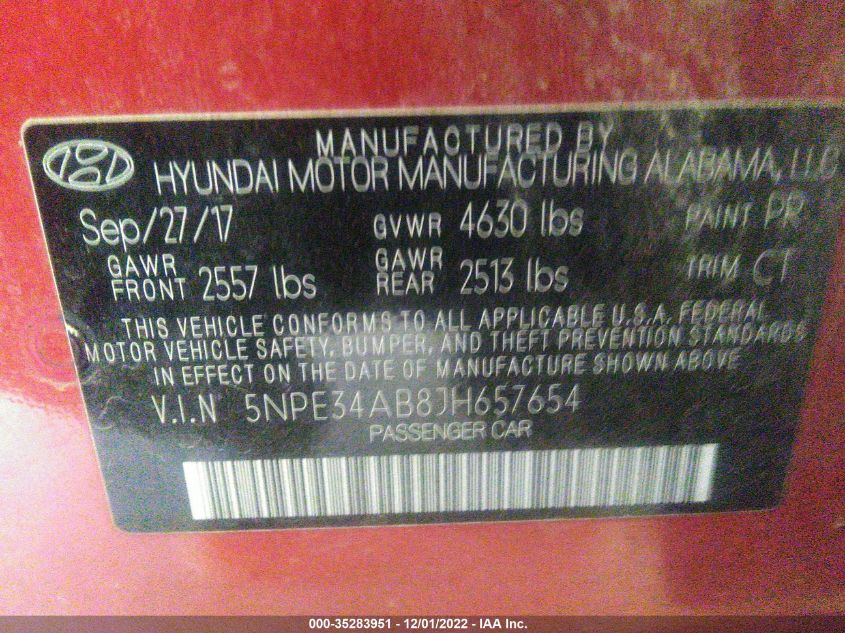 MANUFACTURED BY
HYUNDAI MOTOR MANUFACTURING ALABAMA, LLC
Sep/27/17 GVWR 4630 lbs PAINT PR
GAWR FRONT 2557 lbs GAWR REAR 2513 lbs TRIM CT
THIS VEHICLE CONFORMS TO ALL APPLICABLE U.S.A. FEDERAL
MOTOR VEHICLE SAFETY, BUMPER, AND THEFT PREVENTION STANDARDS
IN EFFECT ON THE DATE OF MANUFACTURE SHOWN ABOVE
V.I.N 5NPE34AB8JH657654
PASSENGER CAR
000-35283951 - 12/01/2022 - IAA Inc.